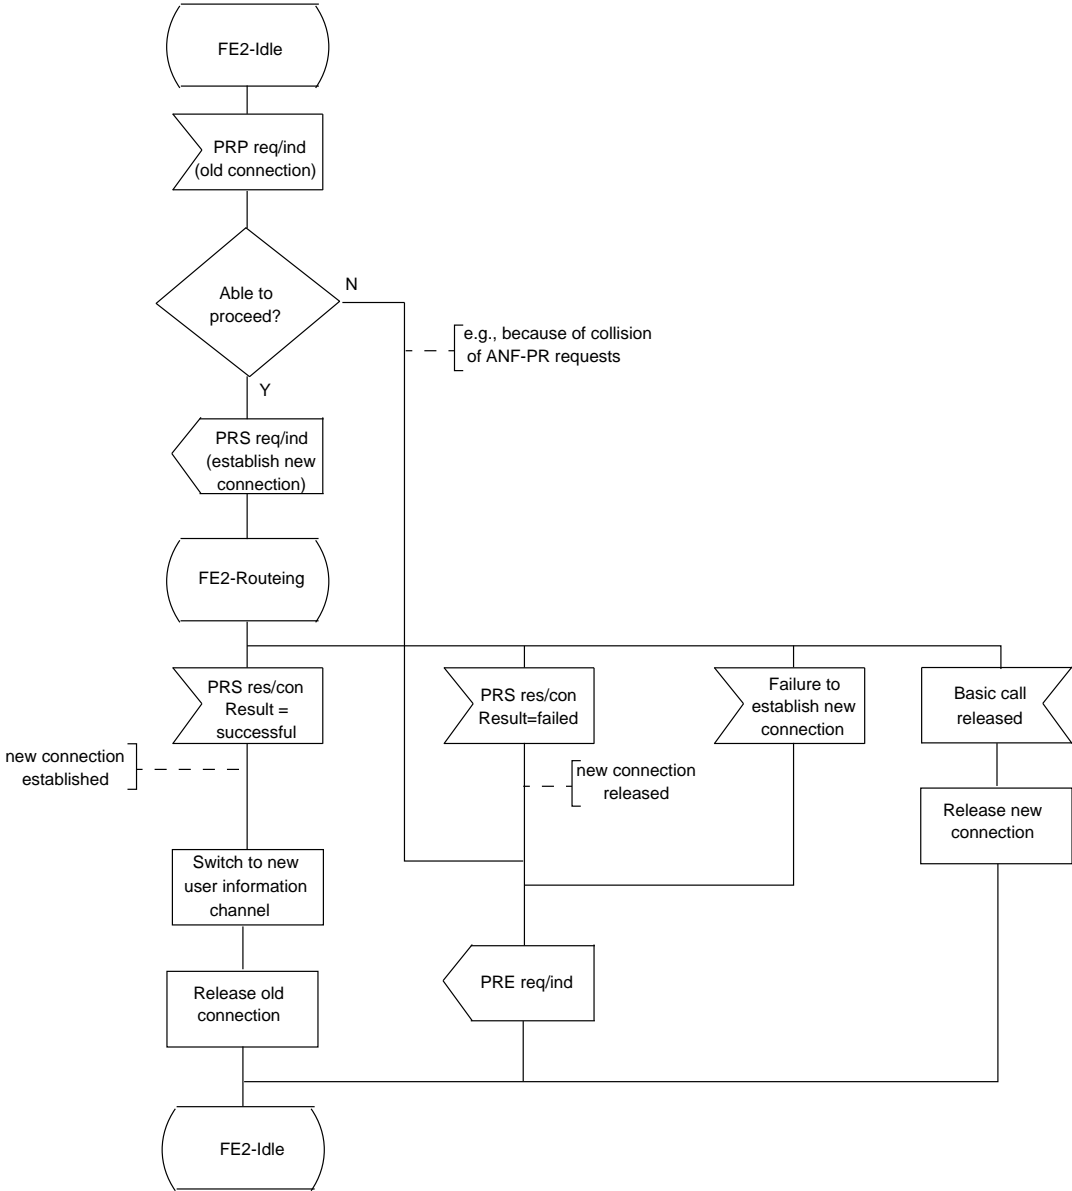 FE2-Idle
PRP req/ind
(old connection)
Able to
proceed?
N
e.g., because of collision
of ANF-PR requests
Y
PRS req/ind
(establish new
connection)
FE2-Routeing
PRS res/con
Result =
successful
PRS res/con
Result=failed
Failure to
establish new
connection
Basic call
released
new connection
established
new connection
released
Release new
connection
Switch to new
user information
channel
Release old
connection
PRE req/ind
FE2-Idle